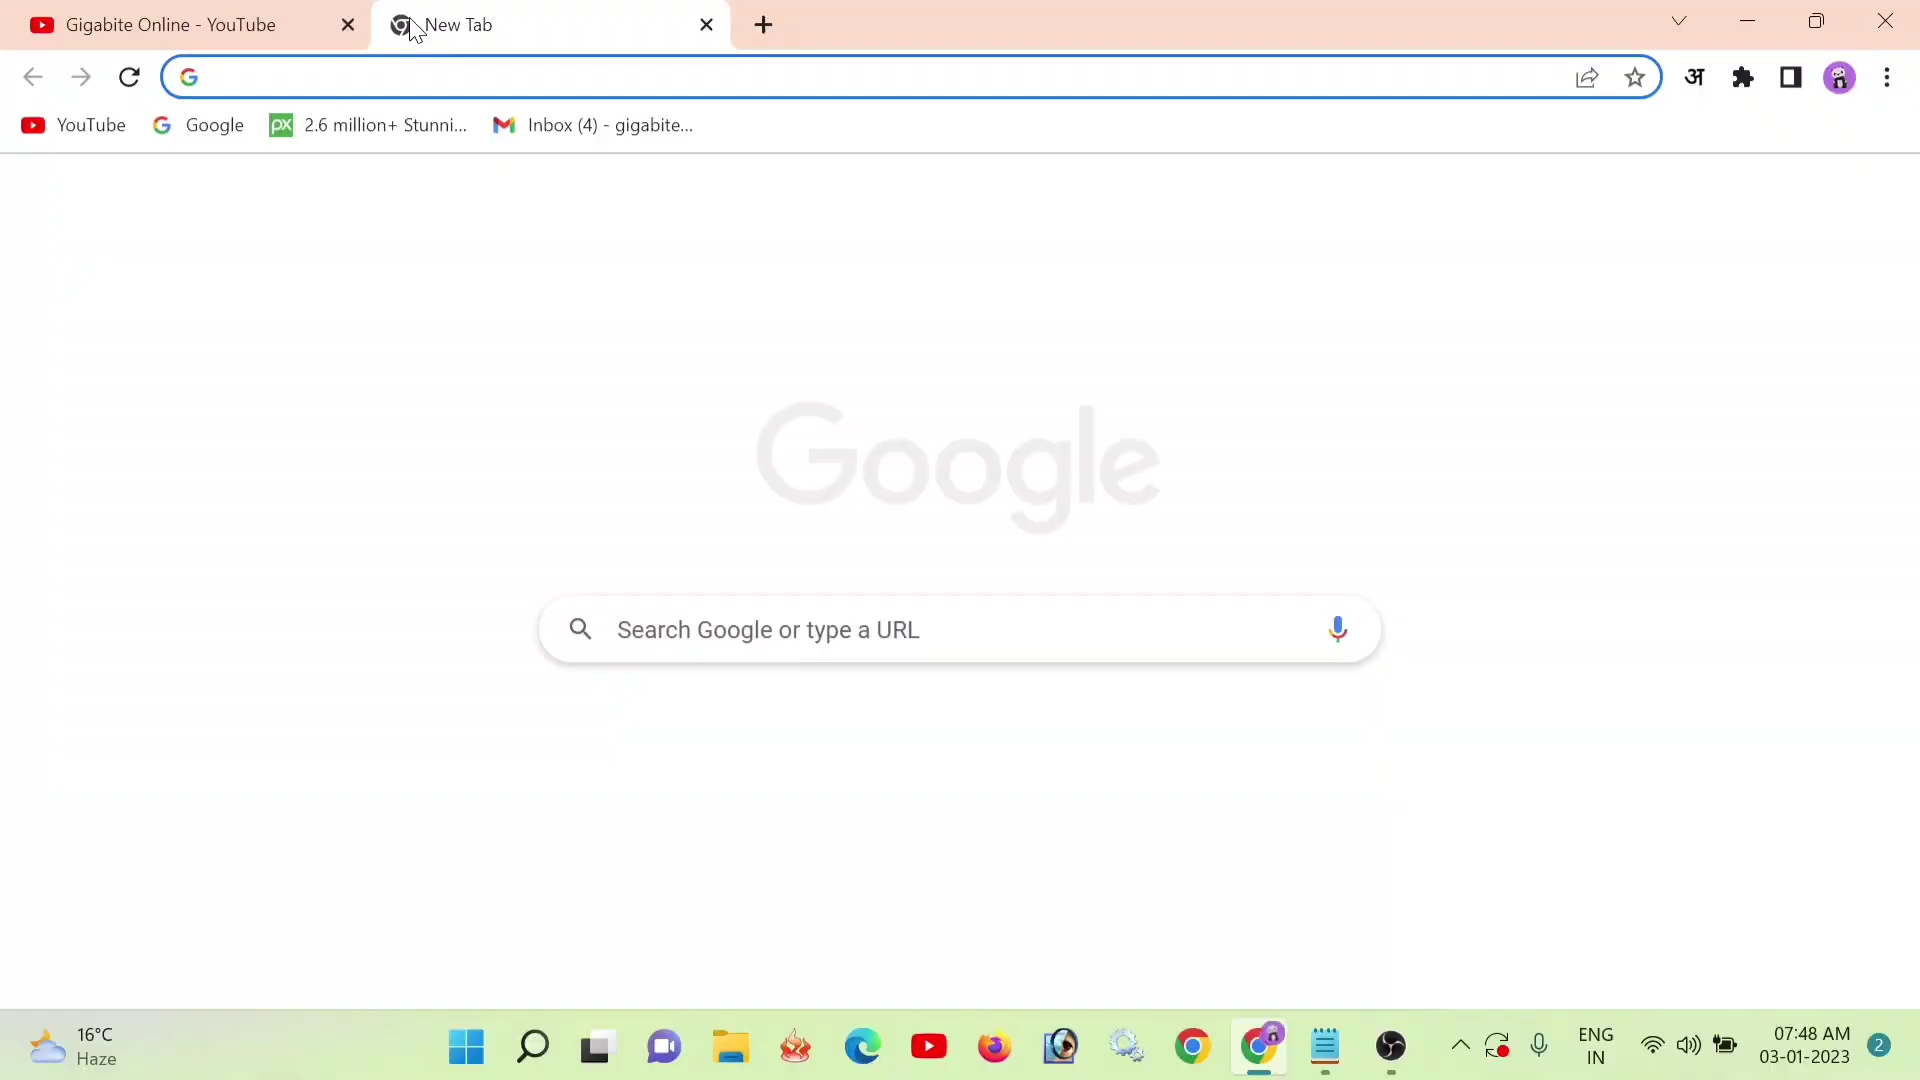 Gigabite Online - YouTube
New Tab
YouTube
Google
px
2.6 million+ Stunni...
Inbox (4) - gigabite...
अ
Google
Search Google or type a URL
16°C
Haze
ENG
IN
07:48 AM
03-01-2023
2